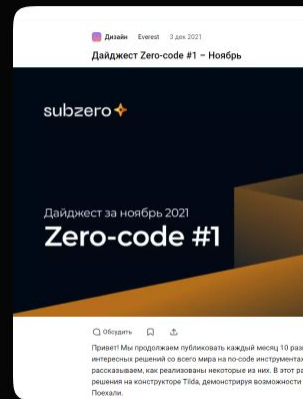 Дизайн Everest 3 дек 2021
Дайджест Zero-code #1 – Ноябрь
subzero
Дайджест за ноябрь 2021
Zero-code #1
Обсудить
Привет! Мы продолжаем публиковать каждый месяц 10
интересных решений со всего мира на no-code инструментах
рассказываем, как реализованы некоторые из них. В этот
решения на конструкторе Tilda, демонстрируя возможности
Поехали.